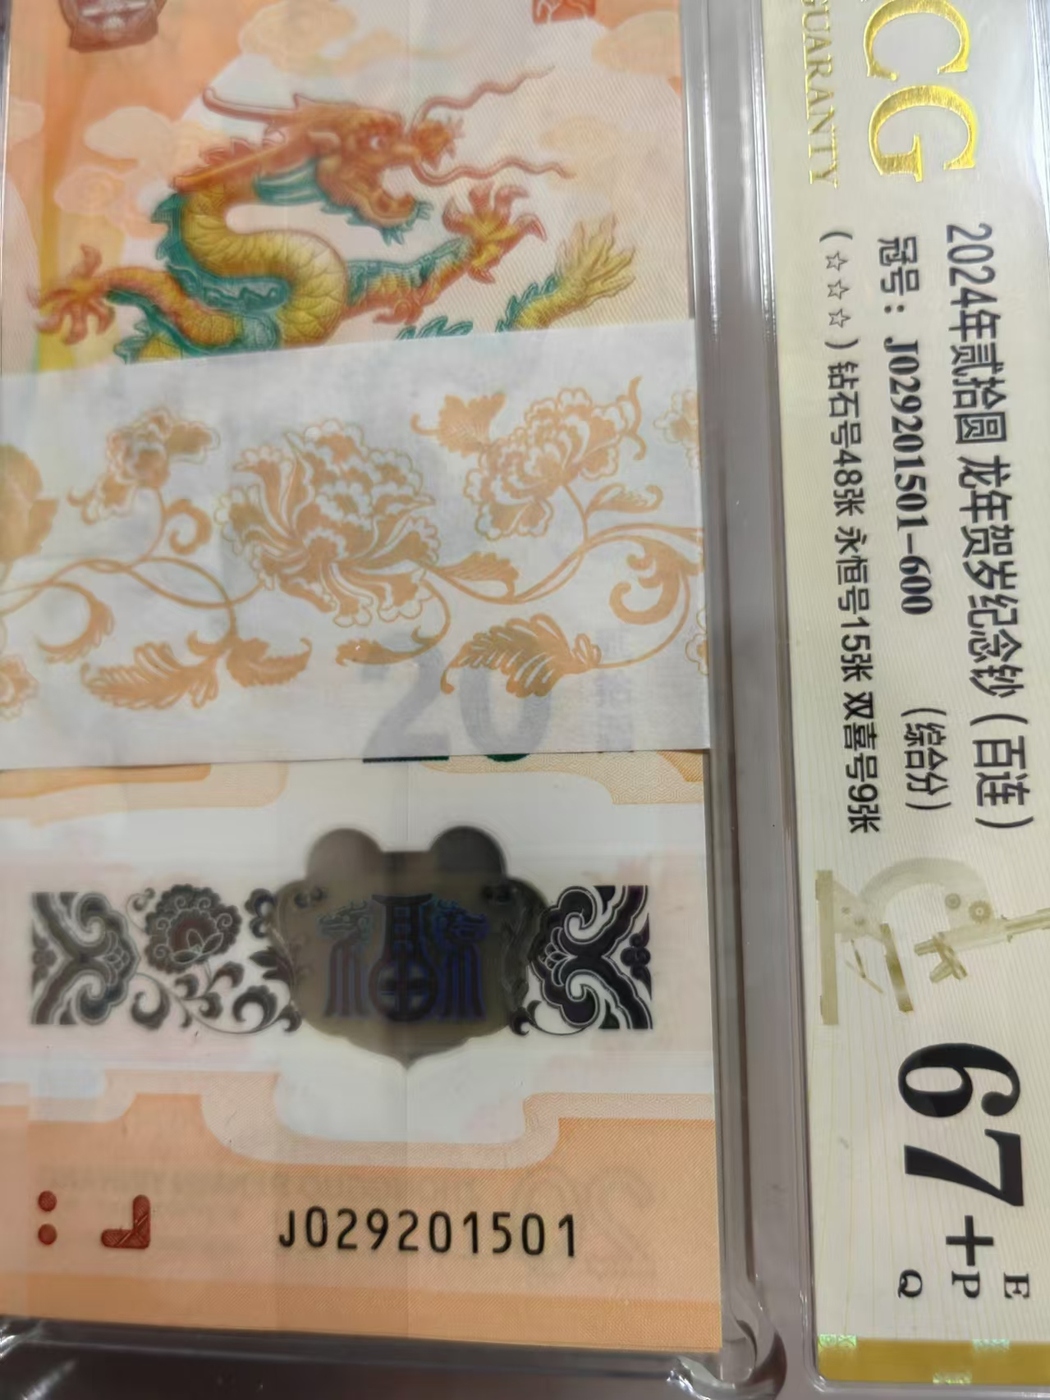 CG
GUARANTY
2024年贰拾圆 龙年贺岁纪念钞（百连）
冠号：J029201501-600 （综合分）
（☆☆☆）钻石号48张 永恒号15张 双喜号9张
67+
E
P
Q
20
J029201501